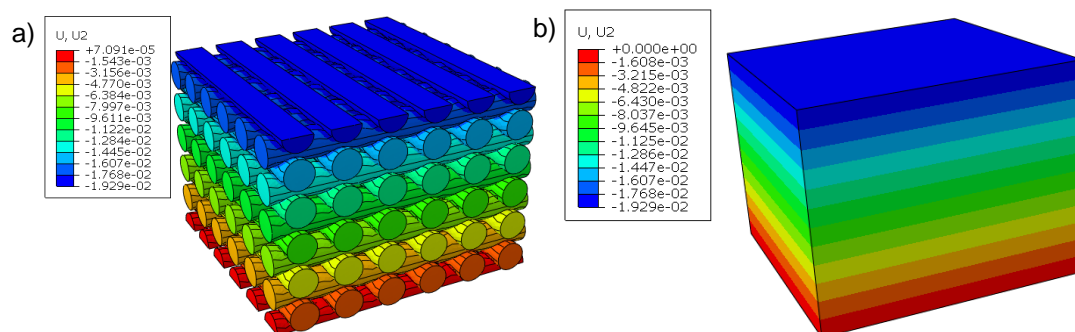 a)
U, U2
+7.091e-05
-1.543e-03
-3.156e-03
-4.770e-03
-6.384e-03
-7.997e-03
-9.611e-03
-1.122e-02
-1.284e-02
-1.445e-02
-1.607e-02
-1.768e-02
-1.929e-02
b)
U, U2
+0.000e+00
-1.608e-03
-3.215e-03
-4.822e-03
-6.430e-03
-8.037e-03
-9.645e-03
-1.125e-02
-1.286e-02
-1.447e-02
-1.607e-02
-1.768e-02
-1.929e-02